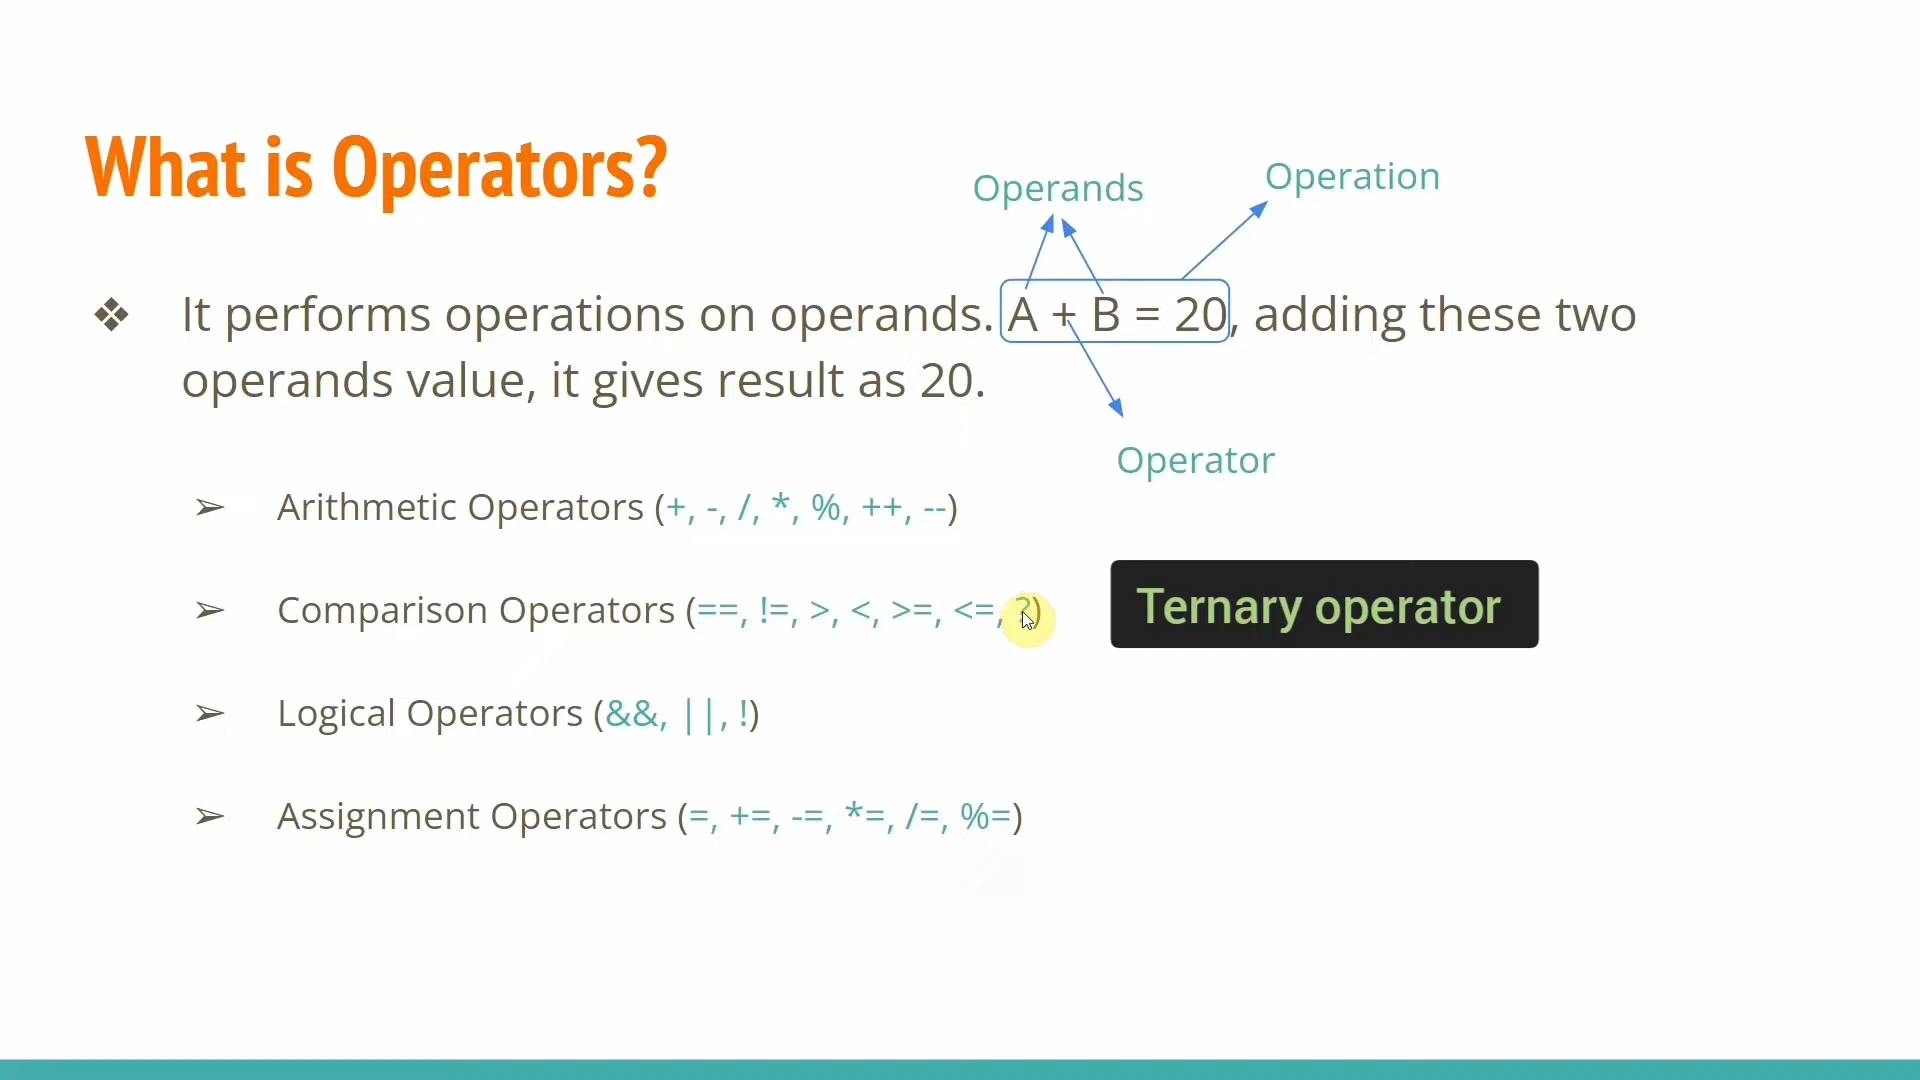 What is Operators?
Operands
Operation
❖ It performs operations on operands. A + B = 20, adding these two
operands value, it gives result as 20.
Operator
➢ Arithmetic Operators (+, -, /, *, %, ++, --)
➢ Comparison Operators (==, !=, >, <, >=, <=, ?)
Ternary operator
➢ Logical Operators (&&, ||, !)
➢ Assignment Operators (=, +=, -=, *=, /=, %=)